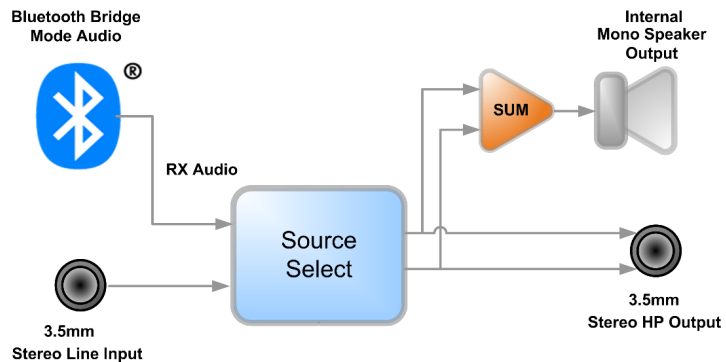 Bluetooth Bridge
Mode Audio
®
RX Audio
Source
Select
3.5mm
Stereo Line Input
SUM
Internal
Mono Speaker
Output
3.5mm
Stereo HP Output